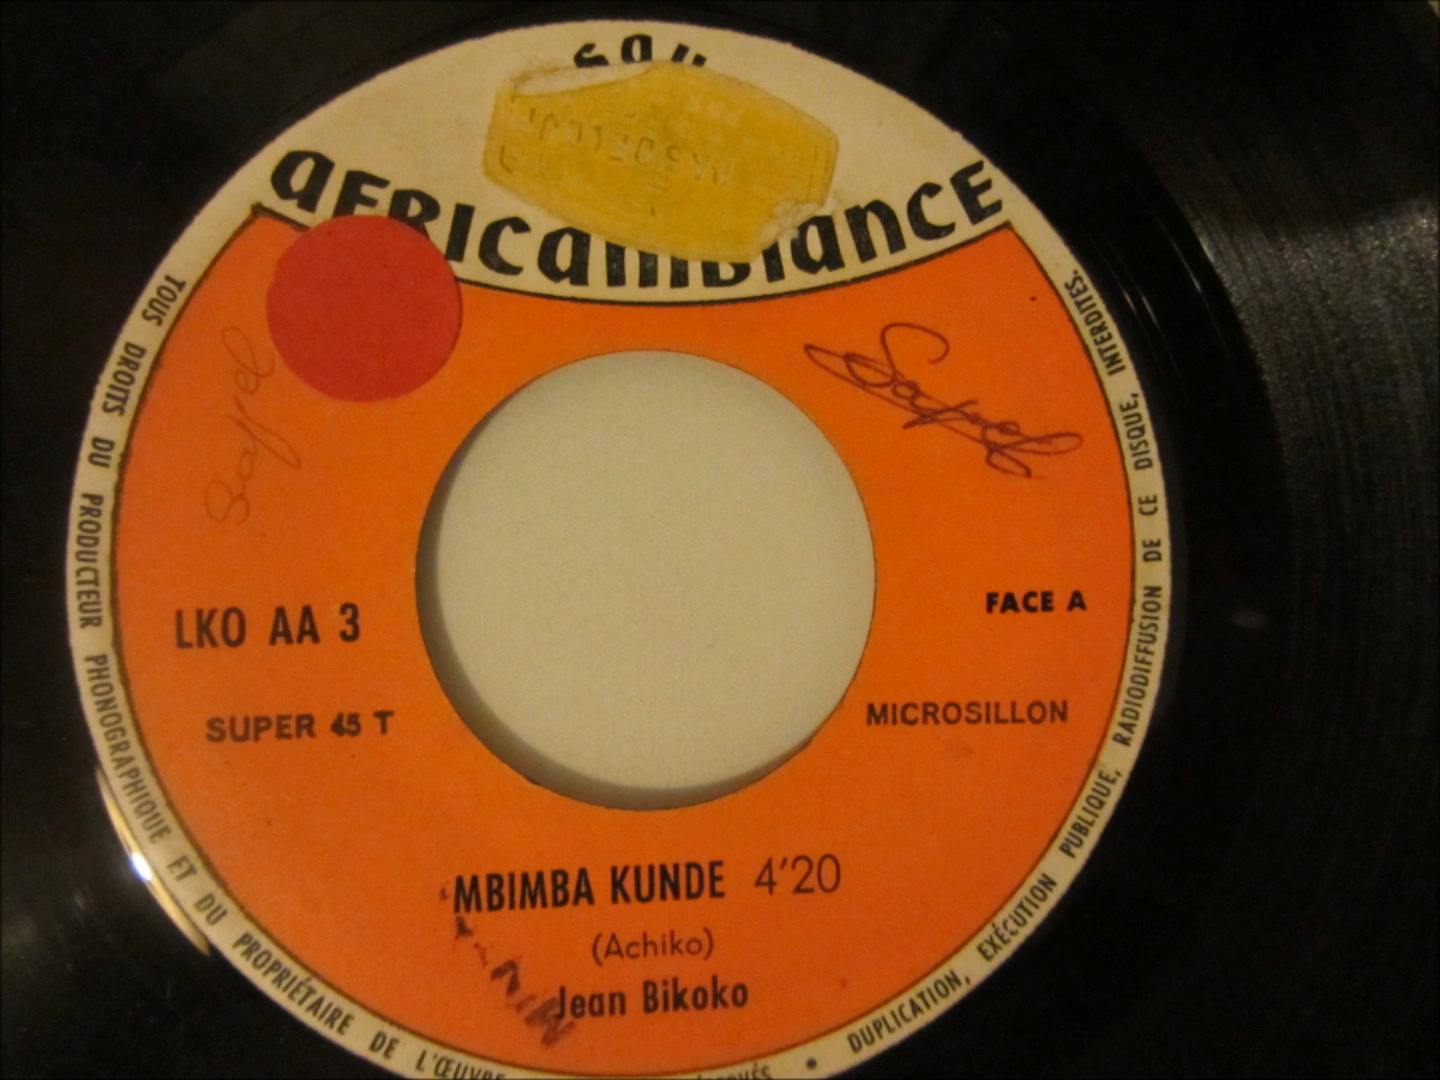 AFRICAMBIANCE
TOUS DROITS DU PRODUCTEUR PHONOGRAPHIQUE ET DU PROPRIÉTAIRE DE L'ŒUVRE
DUPLICATION, EXÉCUTION PUBLIQUE, RADIODIFFUSION DE CE DISQUE, INTERDITES.
LKO AA 3
FACE A
SUPER 45 T
MICROSILLON
MBIMBA KUNDE 4'20
(Achiko)
Jean Bikoko